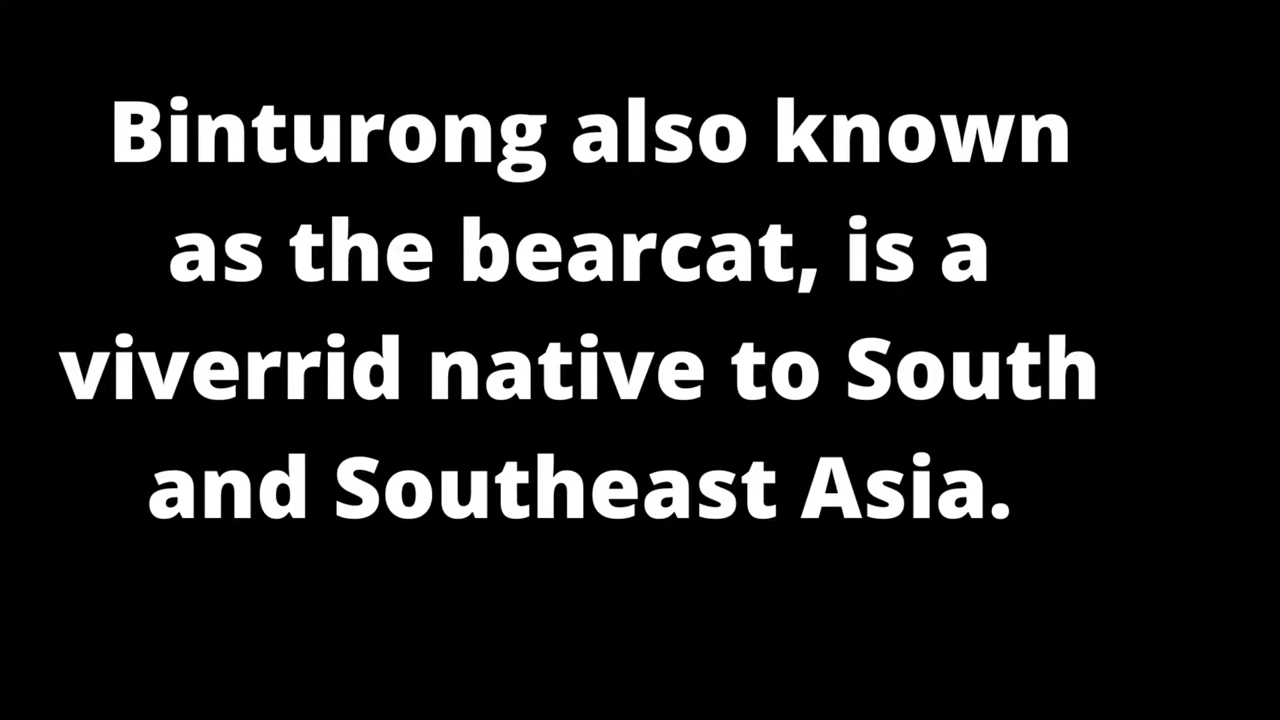 Binturong also known
as the bearcat, is a
viverrid native to South
and Southeast Asia.